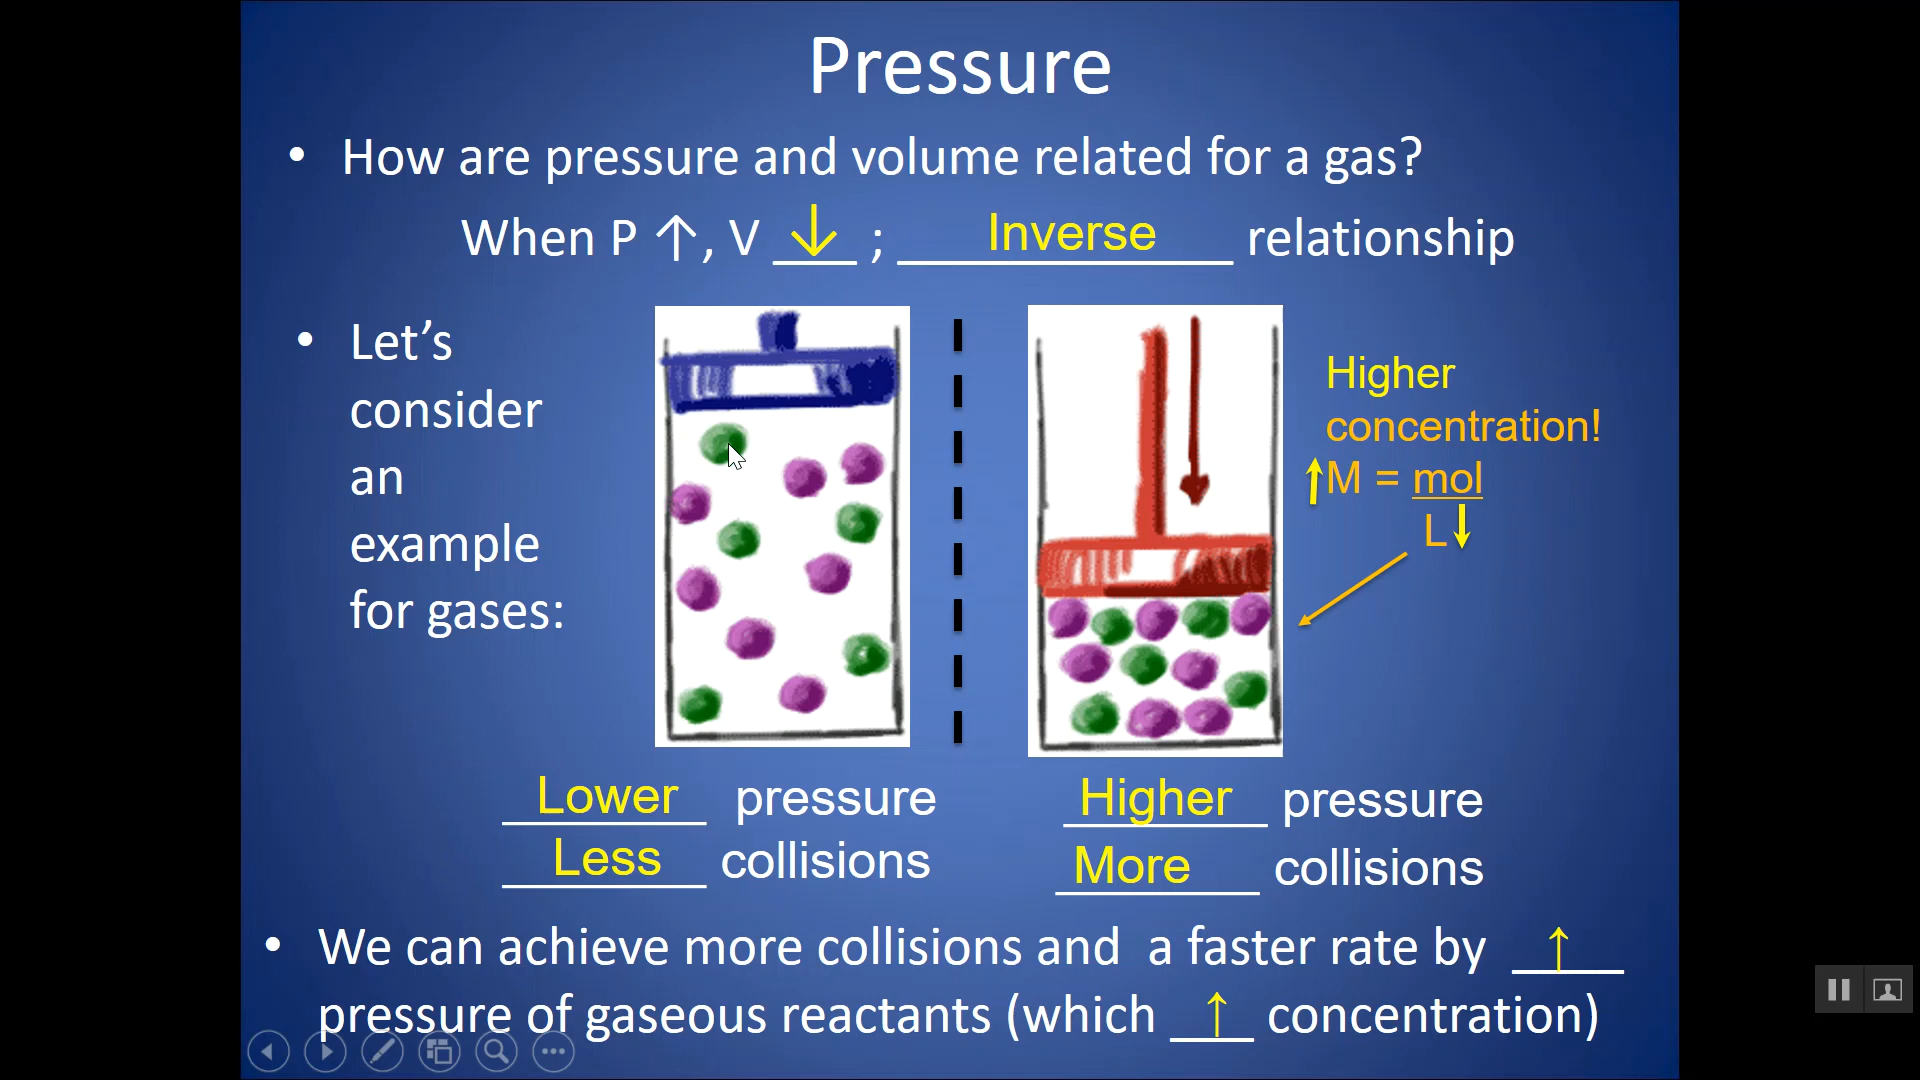 Pressure
• How are pressure and volume related for a gas?
When P ↑, V ↓ ; Inverse relationship
• Let’s
consider
an
example
for gases:
Higher
concentration!
↑M = mol
L↓
Lower pressure
Less collisions
Higher pressure
More collisions
• We can achieve more collisions and a faster rate by ↑
pressure of gaseous reactants (which ↑ concentration)